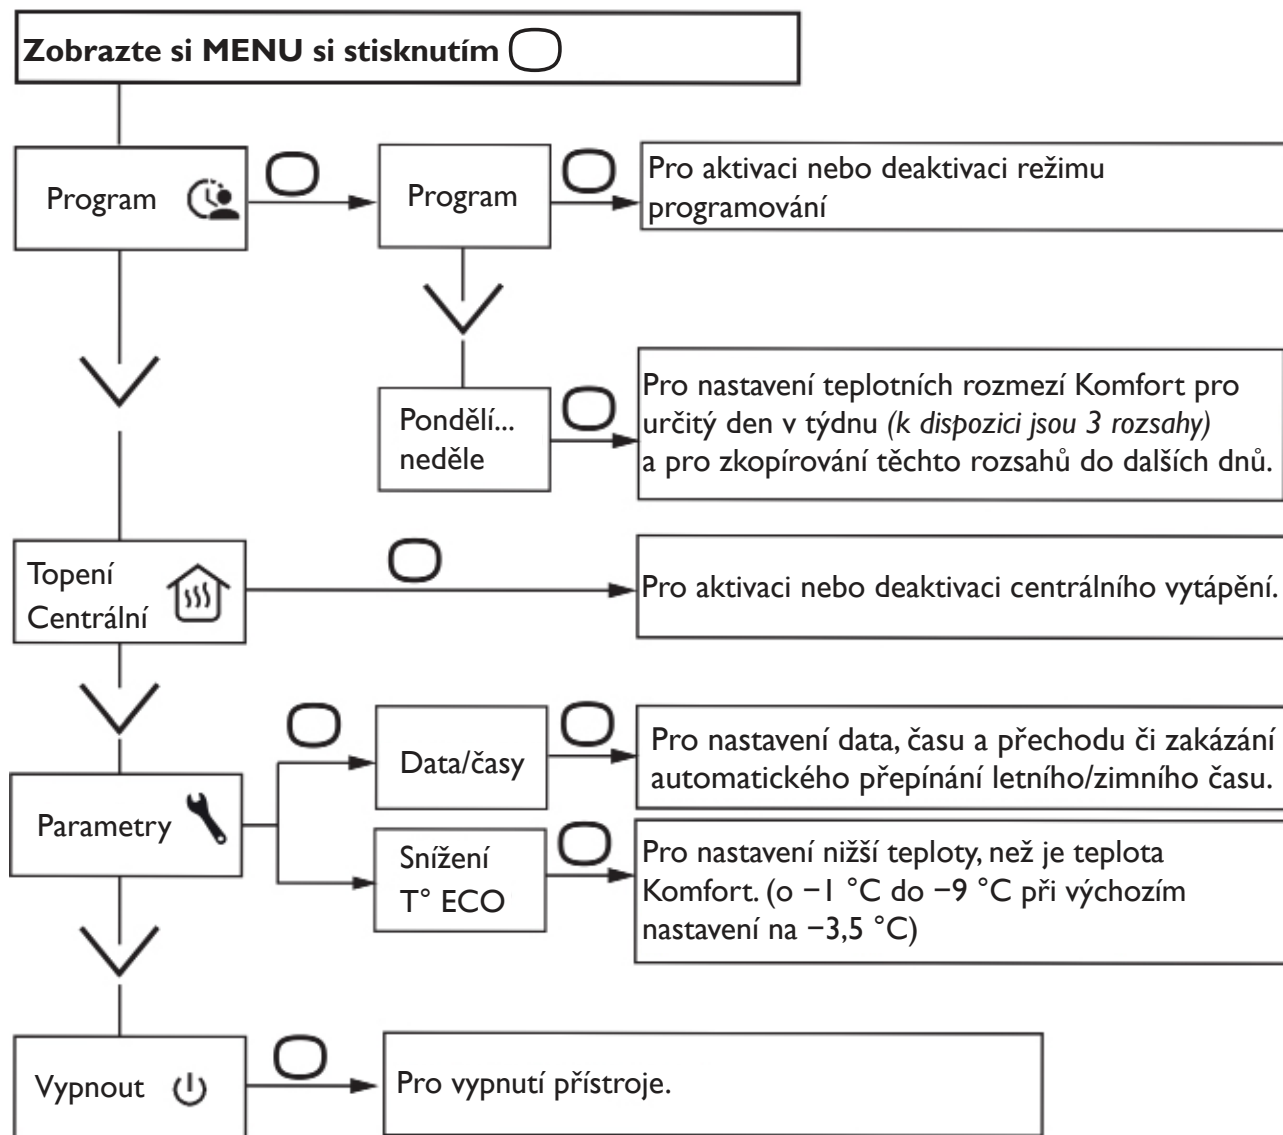 Zobrazte si MENU si stisknutím
Program
Program
Pro aktivaci nebo deaktivaci režimu
programování
Pondělí...
neděle
Pro nastavení teplotních rozmezí Komfort pro
určitý den v týdnu (k dispozici jsou 3 rozsahy)
a pro zkopírování těchto rozsahů do dalších dnů.
Topení
Centrální
Pro aktivaci nebo deaktivaci centrálního vytápění.
Parametry
Data/časy
Pro nastavení data, času a přechodu či zakázání
automatického přepínání letního/zimního času.
Snížení
T° ECO
Pro nastavení nižší teploty, než je teplota
Komfort. (o −1 °C do −9 °C při výchozím
nastavení na −3,5 °C)
Vypnout
Pro vypnutí přístroje.